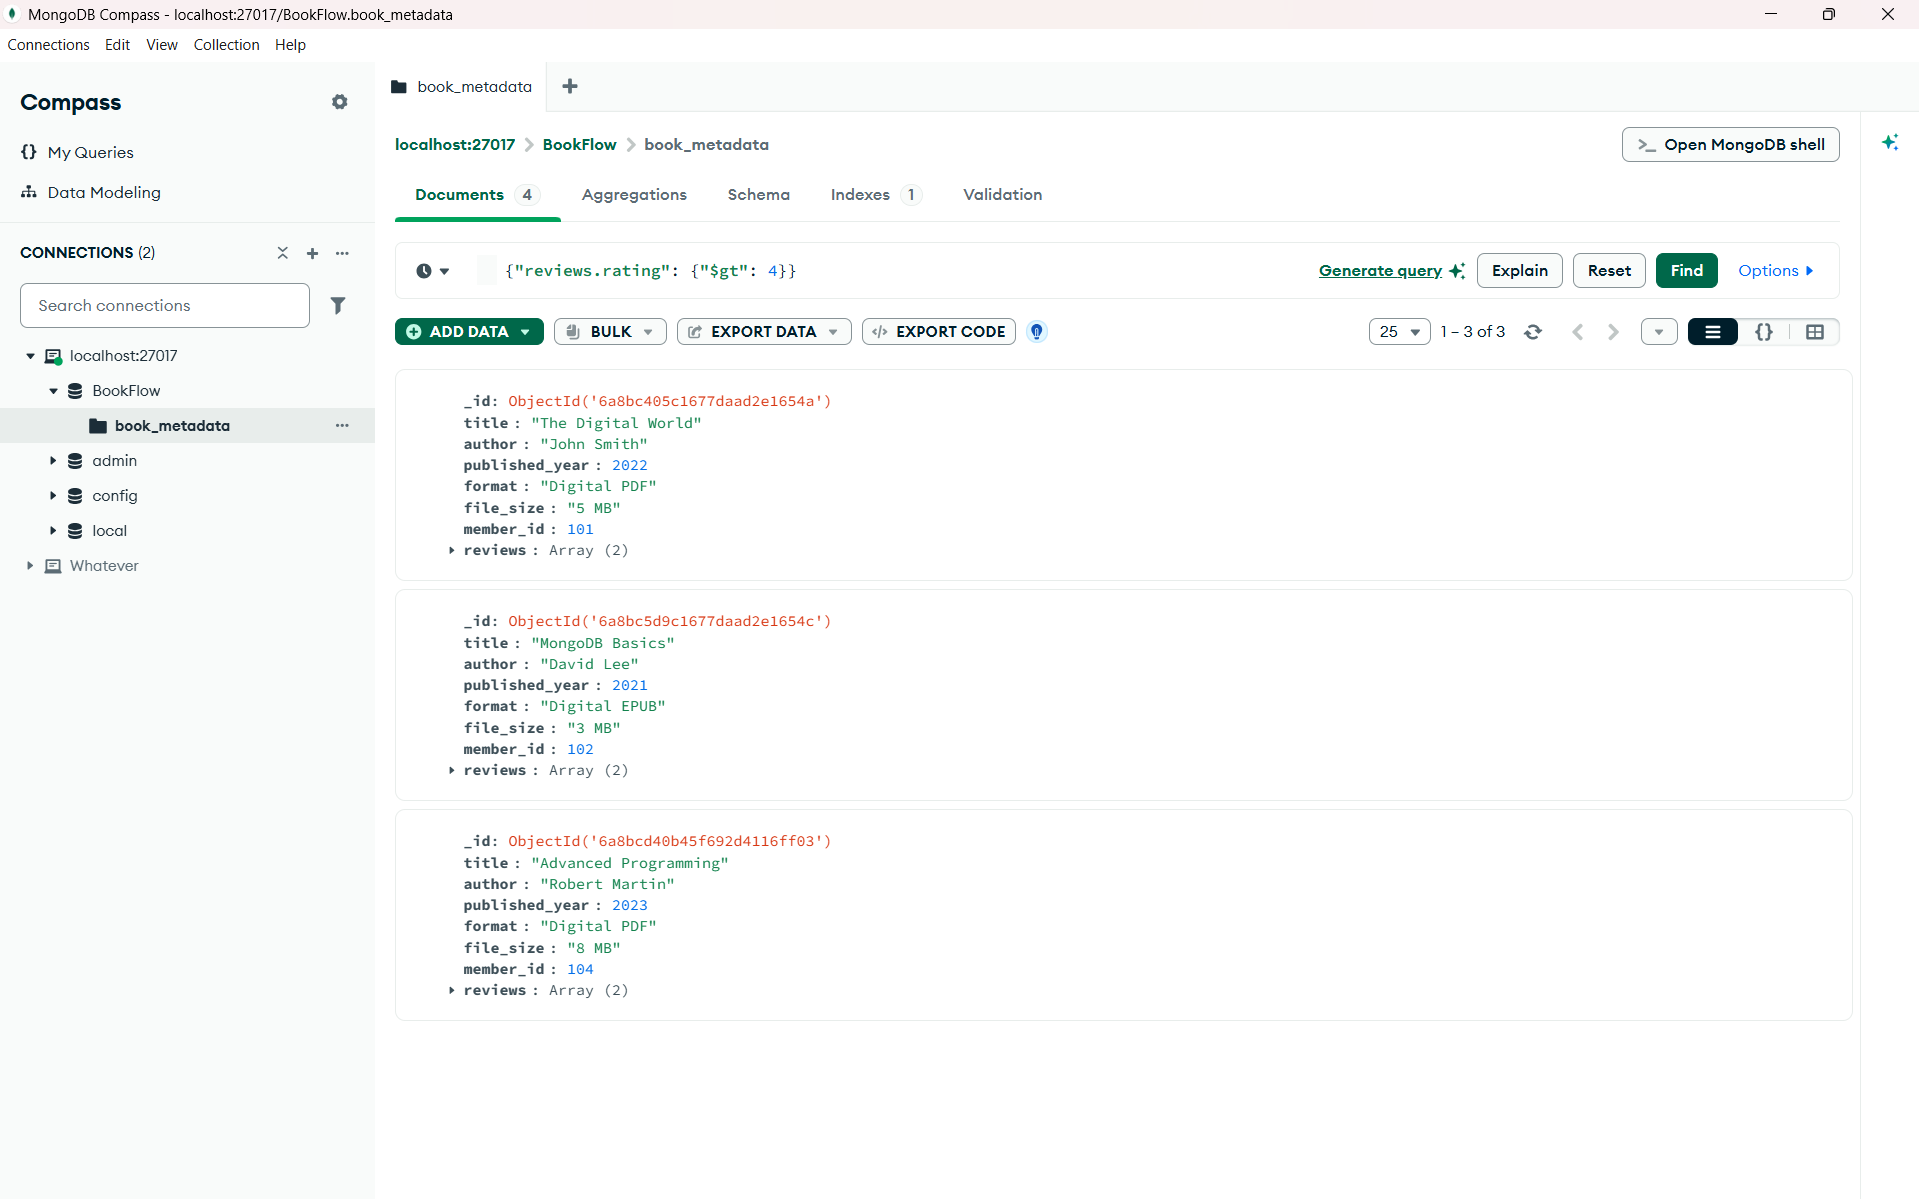 MongoDB Compass - localhost:27017/BookFlow.book_metadata
Connections Edit View Collection Help
Compass
My Queries
Data Modeling
CONNECTIONS (2)
Search connections
localhost:27017
BookFlow
book_metadata
admin
config
local
Whatever
book_metadata
localhost:27017 > BookFlow > book_metadata
>_ Open MongoDB shell
Documents 4 Aggregations Schema Indexes 1 Validation
{"reviews.rating": {"$gt": 4}}
Generate query Explain Reset Find Options
ADD DATA BULK EXPORT DATA </> EXPORT CODE 25 1 – 3 of 3 {}
_id: ObjectId('6a8bc405c1677daad2e1654a')
title : "The Digital World"
author : "John Smith"
published_year : 2022
format : "Digital PDF"
file_size : "5 MB"
member_id : 101
reviews : Array (2)
_id: ObjectId('6a8bc5d9c1677daad2e1654c')
title : "MongoDB Basics"
author : "David Lee"
published_year : 2021
format : "Digital EPUB"
file_size : "3 MB"
member_id : 102
reviews : Array (2)
_id: ObjectId('6a8bcd40b45f692d4116ff03')
title : "Advanced Programming"
author : "Robert Martin"
published_year : 2023
format : "Digital PDF"
file_size : "8 MB"
member_id : 104
reviews : Array (2)